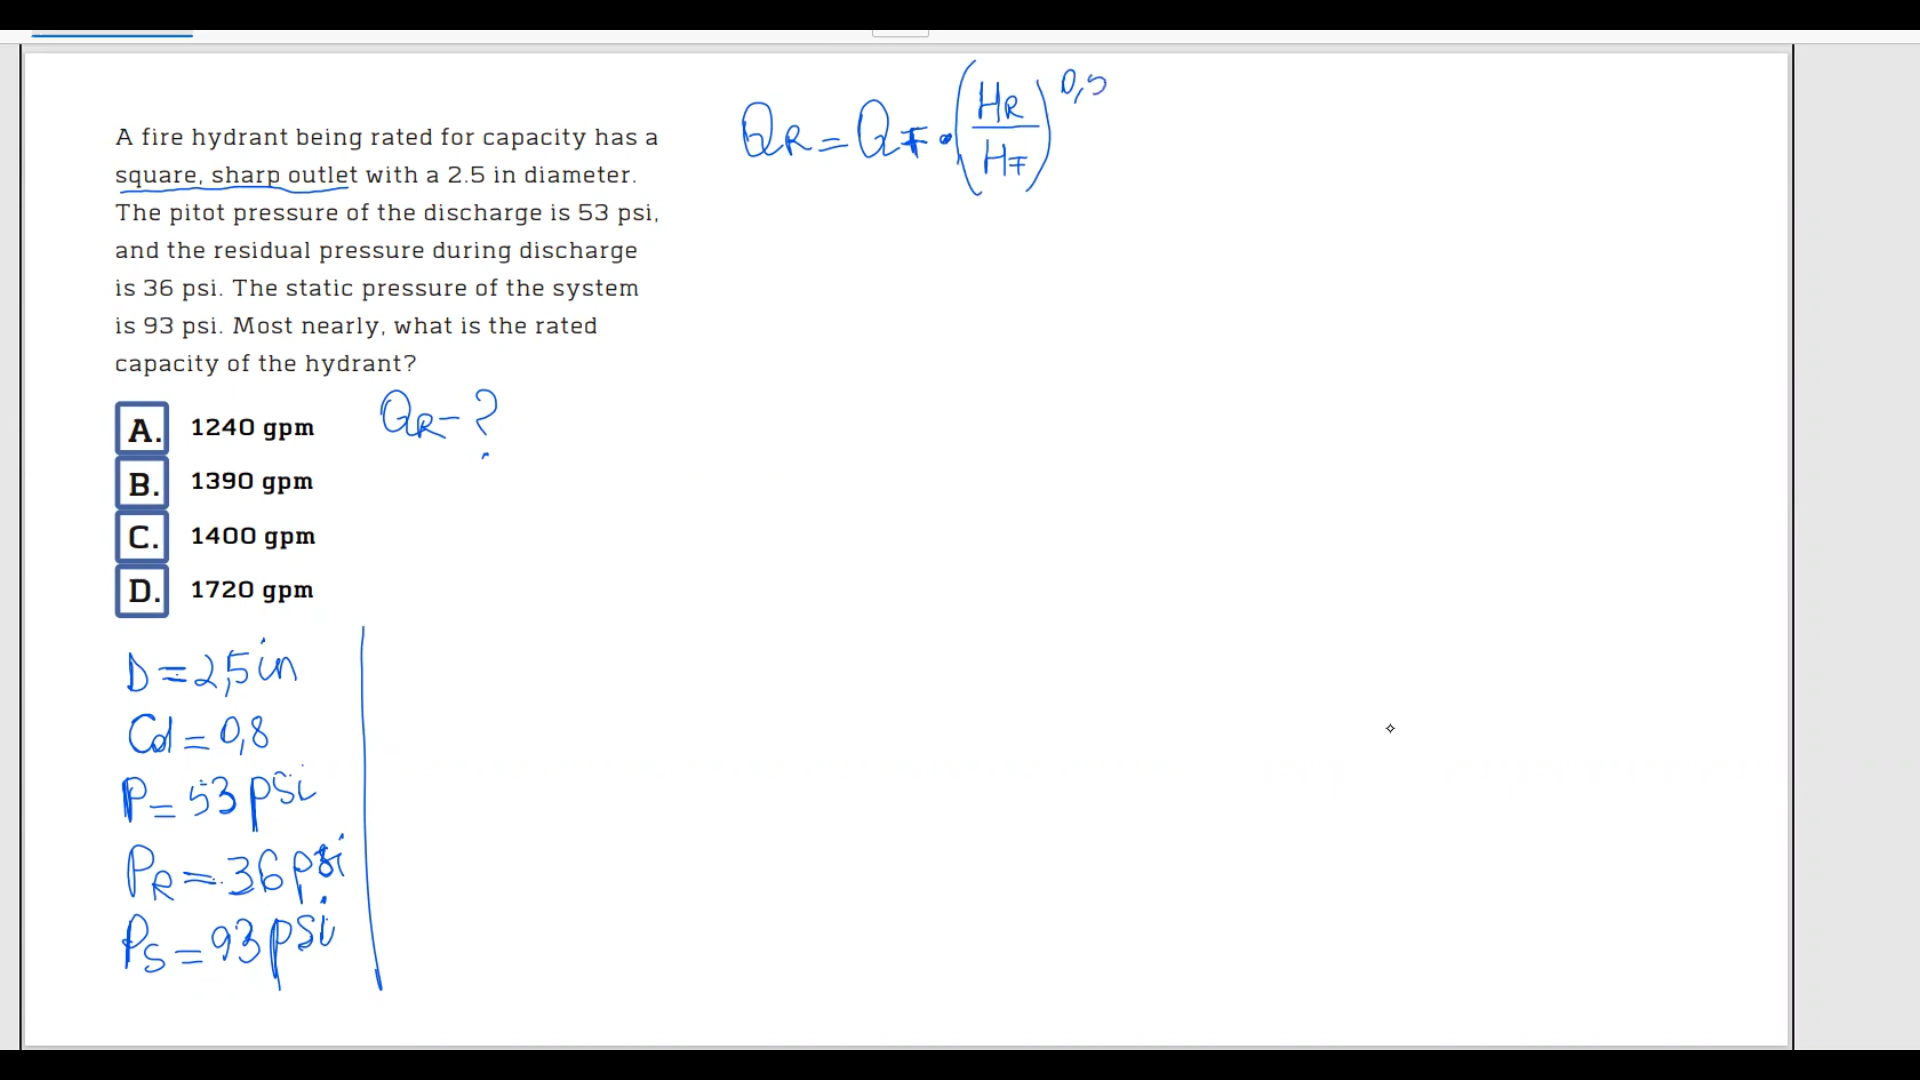 A fire hydrant being rated for capacity has a
square, sharp outlet with a 2.5 in diameter.
The pitot pressure of the discharge is 53 psi,
and the residual pressure during discharge
is 36 psi. The static pressure of the system
is 93 psi. Most nearly, what is the rated
capacity of the hydrant?
A. 1240 gpm
B. 1390 gpm
C. 1400 gpm
D. 1720 gpm
QR - ?
D = 2,5 in
Cd = 0,8
P = 53 psi
PR = 36 psi
PS = 93 psi
QR = QF · (HR/HF)^0,5